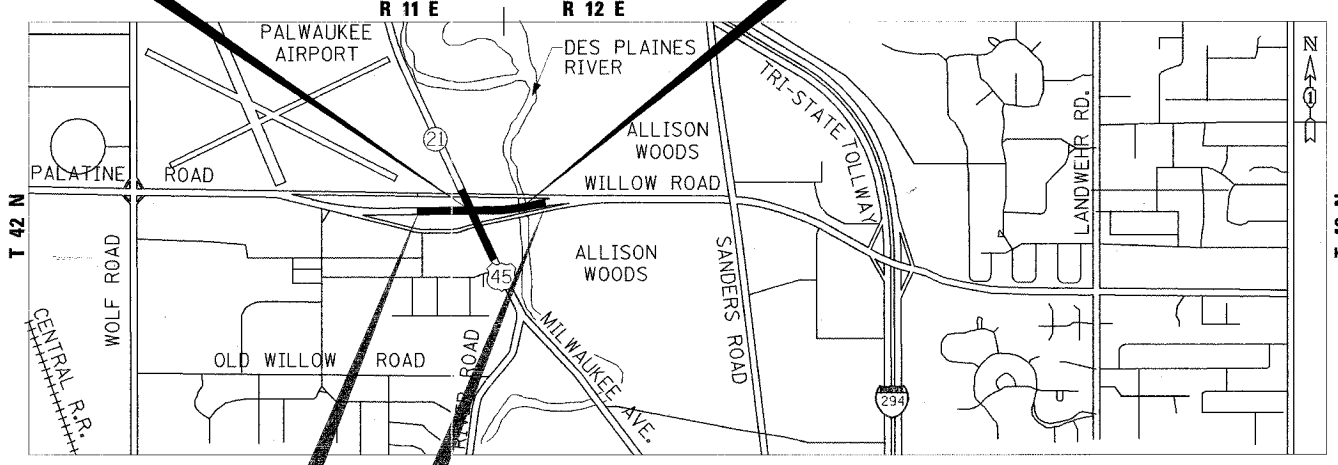 R 11 E
R 12 E
PALWAUKEE
AIRPORT
DES PLAINES
RIVER
N
1
TRI-STATE TOLLWAY
21
ALLISON
WOODS
LANDWEHR RD.
PALATINE ROAD
WILLOW ROAD
T 42 N
WOLF ROAD
ALLISON
WOODS
SANDERS ROAD
45
CENTRAL R.R.
OLD WILLOW ROAD
RIVER ROAD
MILWAUKEE AVE.
294